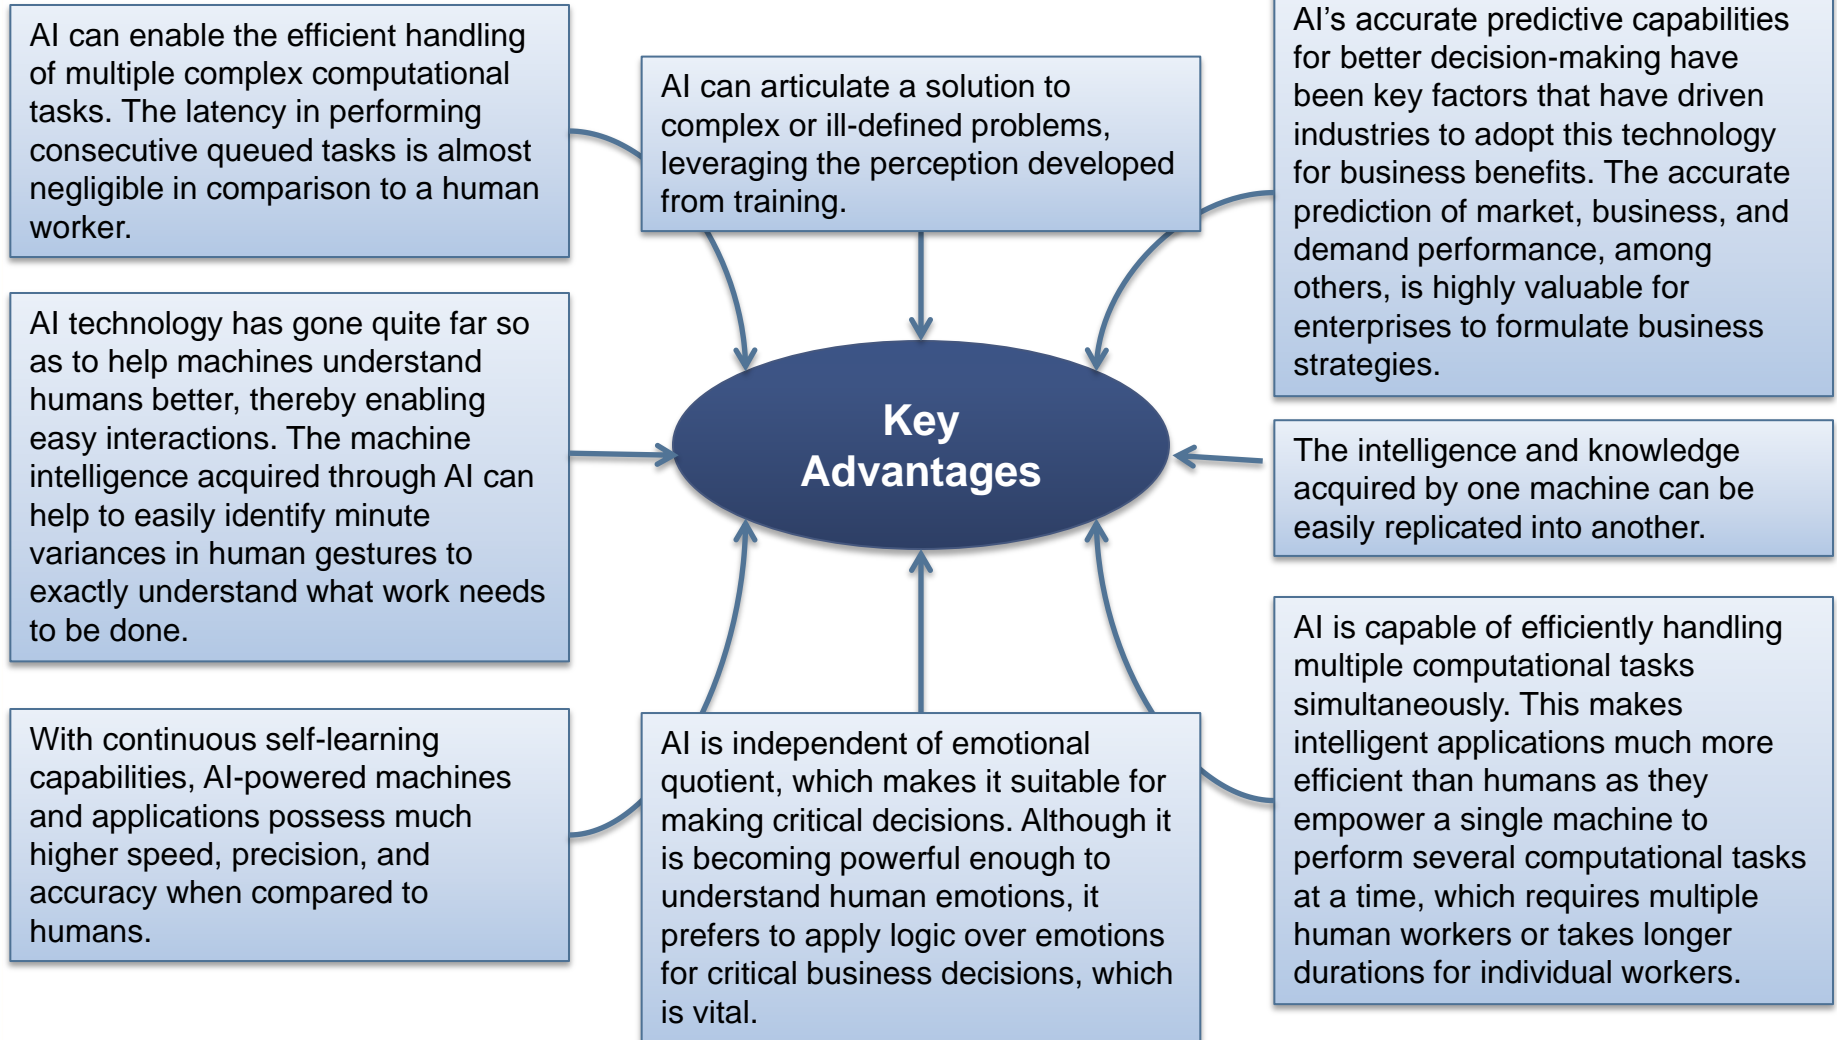 AI can enable the efficient handling
of multiple complex computational
tasks. The latency in performing
consecutive queued tasks is almost
negligible in comparison to a human
worker.
AI can articulate a solution to
complex or ill-defined problems,
leveraging the perception developed
from training.
AI’s accurate predictive capabilities
for better decision-making have
been key factors that have driven
industries to adopt this technology
for business benefits. The accurate
prediction of market, business, and
demand performance, among
others, is highly valuable for
enterprises to formulate business
strategies.
AI technology has gone quite far so
as to help machines understand
humans better, thereby enabling
easy interactions. The machine
intelligence acquired through AI can
help to easily identify minute
variances in human gestures to
exactly understand what work needs
to be done.
Key
Advantages
The intelligence and knowledge
acquired by one machine can be
easily replicated into another.
With continuous self-learning
capabilities, AI-powered machines
and applications possess much
higher speed, precision, and
accuracy when compared to
humans.
AI is independent of emotional
quotient, which makes it suitable for
making critical decisions. Although it
is becoming powerful enough to
understand human emotions, it
prefers to apply logic over emotions
for critical business decisions, which
is vital.
AI is capable of efficiently handling
multiple computational tasks
simultaneously. This makes
intelligent applications much more
efficient than humans as they
empower a single machine to
perform several computational tasks
at a time, which requires multiple
human workers or takes longer
durations for individual workers.